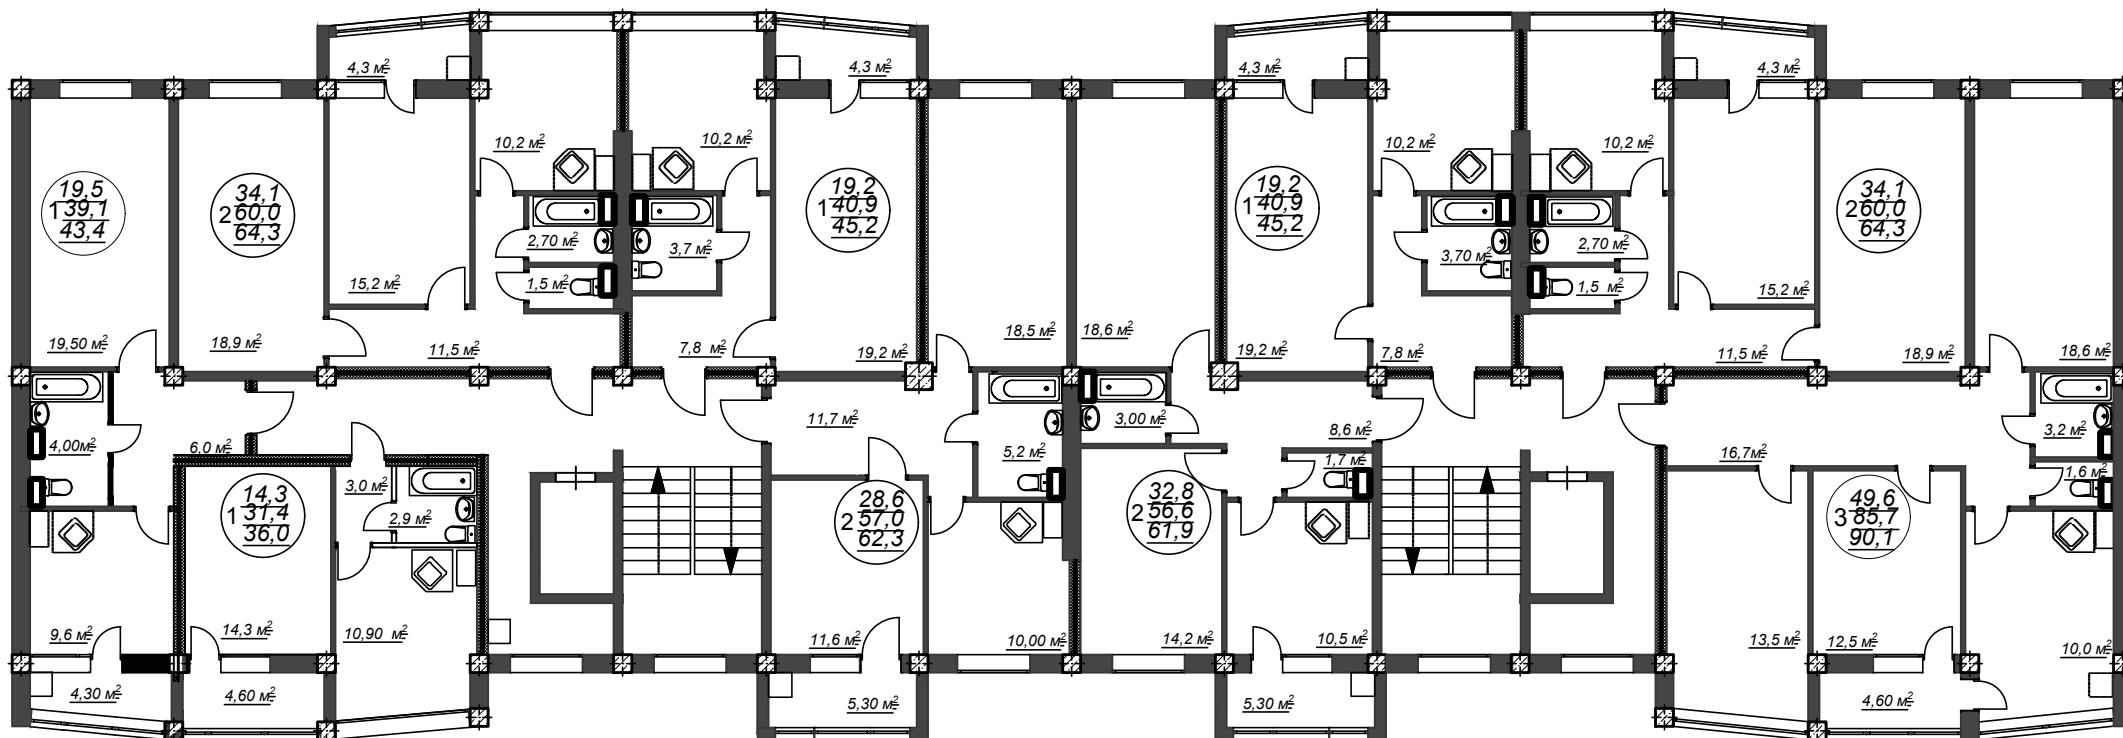 4,3 м²
4,3 м²
4,3 м²
4,3 м²
10,2 м²
10,2 м²
10,2 м²
10,2 м²
19,5
1 39,1
43,4
34,1
2 60,0
64,3
19,2
1 40,9
45,2
19,2
1 40,9
45,2
34,1
2 60,0
64,3
2,70 м²
3,7 м²
3,70 м²
2,70 м²
15,2 м²
1,5 м²
1,5 м²
15,2 м²
19,50 м²
18,9 м²
11,5 м²
7,8 м²
19,2 м²
18,5 м²
18,6 м²
19,2 м²
7,8 м²
11,5 м²
18,9 м²
18,6 м²
4,00м²
6,0 м²
11,7 м²
5,2 м²
3,00 м²
8,6 м²
1,7 м²
16,7м²
3,2 м²
1,6 м²
14,3
1 31,4
36,0
3,0 м²
2,9 м²
28,6
2 57,0
62,3
32,8
2 56,6
61,9
49,6
3 85,7
90,1
9,6 м²
14,3 м²
10,90 м²
11,6 м²
10,00 м²
14,2 м²
10,5 м²
13,5 м²
12,5 м²
10,0 м²
4,30 м²
4,60 м²
5,30 м²
5,30 м²
4,60 м²